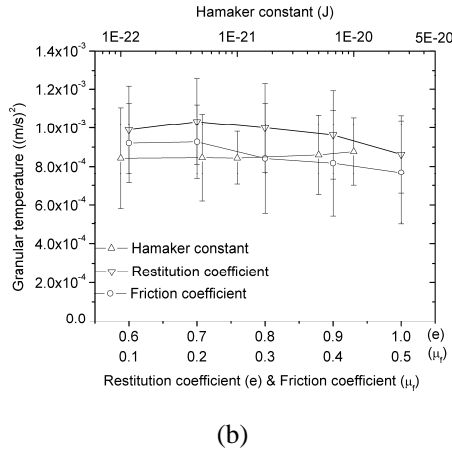 Hamaker constant (J)
1E-22 1E-21 1E-20 5E-20
1.4x10⁻³
1.2x10⁻³
1.0x10⁻³
8.0x10⁻⁴
6.0x10⁻⁴
4.0x10⁻⁴
2.0x10⁻⁴
0.0
Granular temperature ((m/s)²)
Hamaker constant
Restitution coefficient
Friction coefficient
0.6 0.7 0.8 0.9 1.0 (e)
0.1 0.2 0.3 0.4 0.5 (μf)
Restitution coefficient (e) & Friction coefficient (μf)
(b)